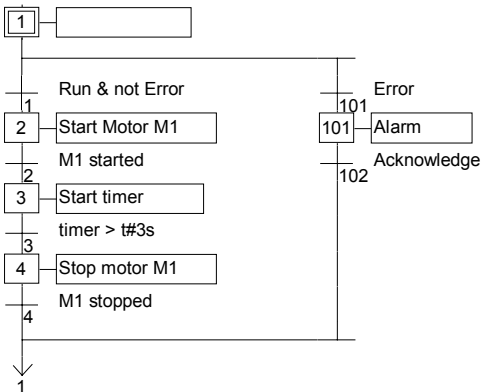 1
Run & not Error
Error
1
101
2
Start Motor M1
101
Alarm
M1 started
Acknowledge
2
102
3
Start timer
timer > t#3s
3
4
Stop motor M1
M1 stopped
4
1